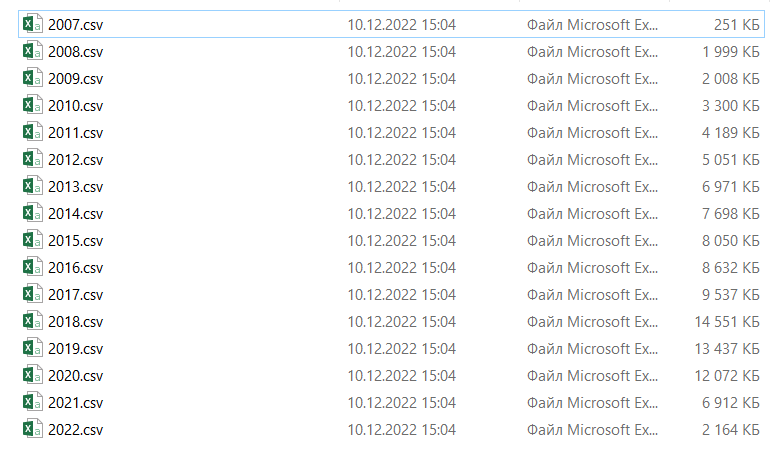 2007.csv 10.12.2022 15:04 Файл Microsoft Ex... 251 КБ
2008.csv 10.12.2022 15:04 Файл Microsoft Ex... 1 999 КБ
2009.csv 10.12.2022 15:04 Файл Microsoft Ex... 2 008 КБ
2010.csv 10.12.2022 15:04 Файл Microsoft Ex... 3 300 КБ
2011.csv 10.12.2022 15:04 Файл Microsoft Ex... 4 189 КБ
2012.csv 10.12.2022 15:04 Файл Microsoft Ex... 5 051 КБ
2013.csv 10.12.2022 15:04 Файл Microsoft Ex... 6 971 КБ
2014.csv 10.12.2022 15:04 Файл Microsoft Ex... 7 698 КБ
2015.csv 10.12.2022 15:04 Файл Microsoft Ex... 8 050 КБ
2016.csv 10.12.2022 15:04 Файл Microsoft Ex... 8 632 КБ
2017.csv 10.12.2022 15:04 Файл Microsoft Ex... 9 537 КБ
2018.csv 10.12.2022 15:04 Файл Microsoft Ex... 14 551 КБ
2019.csv 10.12.2022 15:04 Файл Microsoft Ex... 13 437 КБ
2020.csv 10.12.2022 15:04 Файл Microsoft Ex... 12 072 КБ
2021.csv 10.12.2022 15:04 Файл Microsoft Ex... 6 912 КБ
2022.csv 10.12.2022 15:04 Файл Microsoft Ex... 2 164 КБ